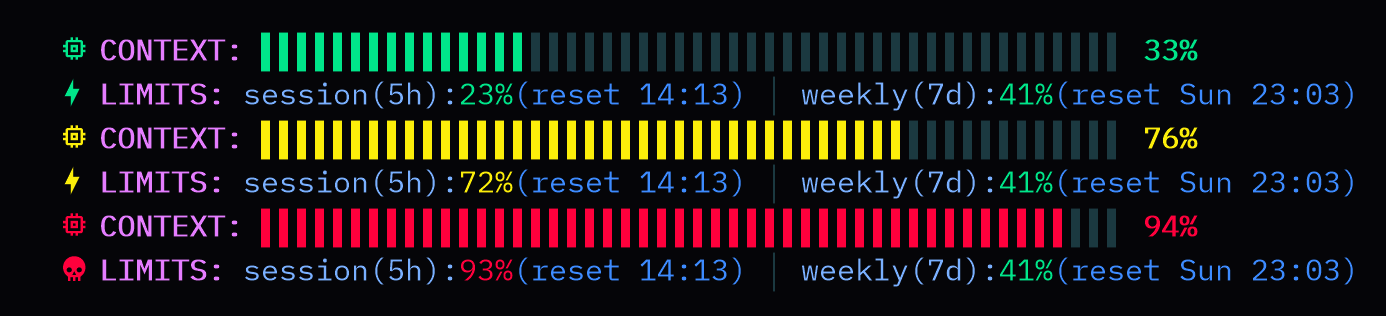 CONTEXT: 33%
LIMITS: session(5h):23%(reset 14:13) │ weekly(7d):41%(reset Sun 23:03)
CONTEXT: 76%
LIMITS: session(5h):72%(reset 14:13) │ weekly(7d):41%(reset Sun 23:03)
CONTEXT: 94%
LIMITS: session(5h):93%(reset 14:13) │ weekly(7d):41%(reset Sun 23:03)